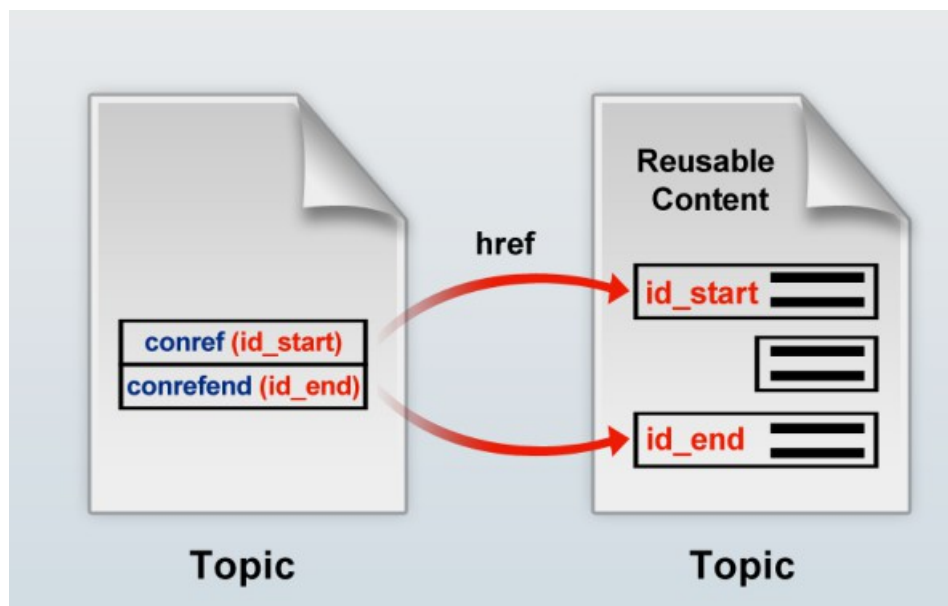 Reusable
Content
href
id_start
conref (id_start)
conrefend (id_end)
id_end
Topic
Topic